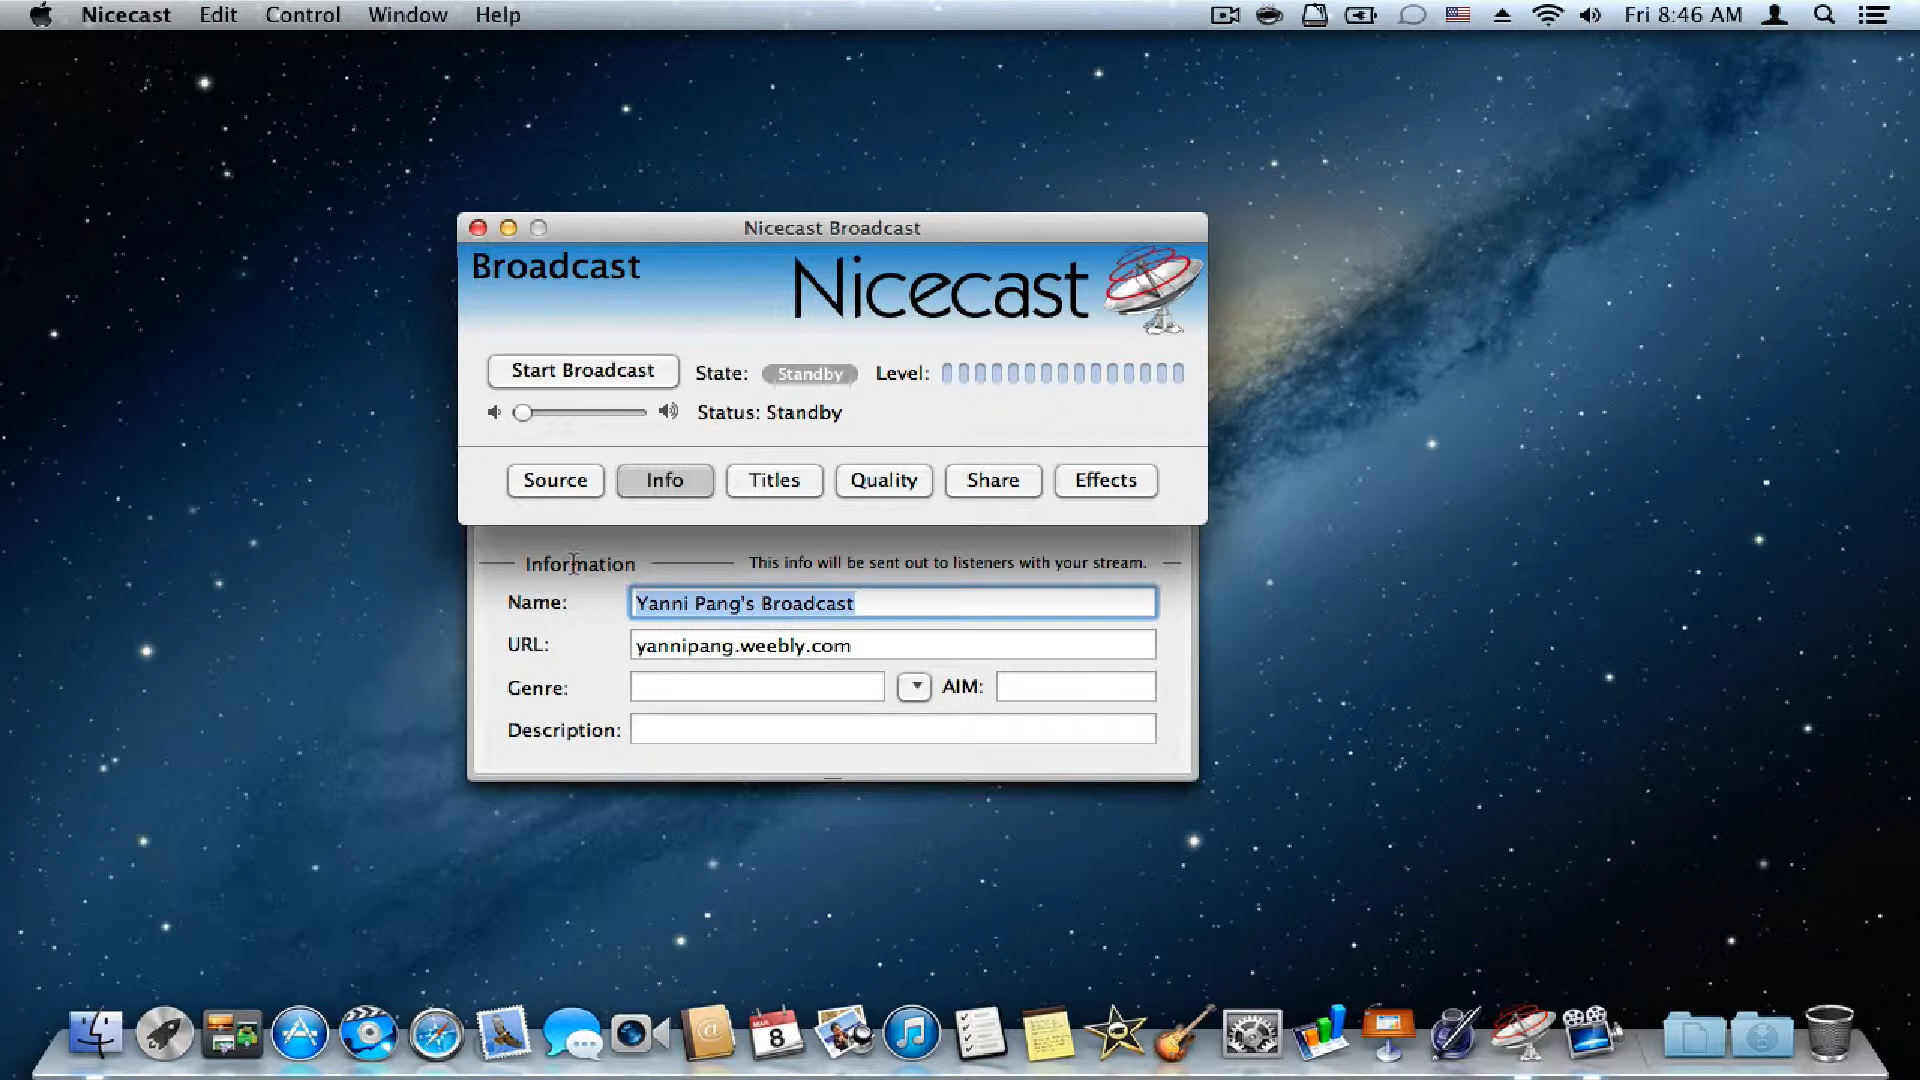 Nicecast Edit Control Window Help Fri 8:46 AM
Nicecast Broadcast
Broadcast
Nicecast
Start Broadcast State: Standby Level:
Status: Standby
Source Info Titles Quality Share Effects
Information This info will be sent out to listeners with your stream.
Name: Yanni Pang's Broadcast
URL: yannipang.weebly.com
Genre: AIM:
Description:
8